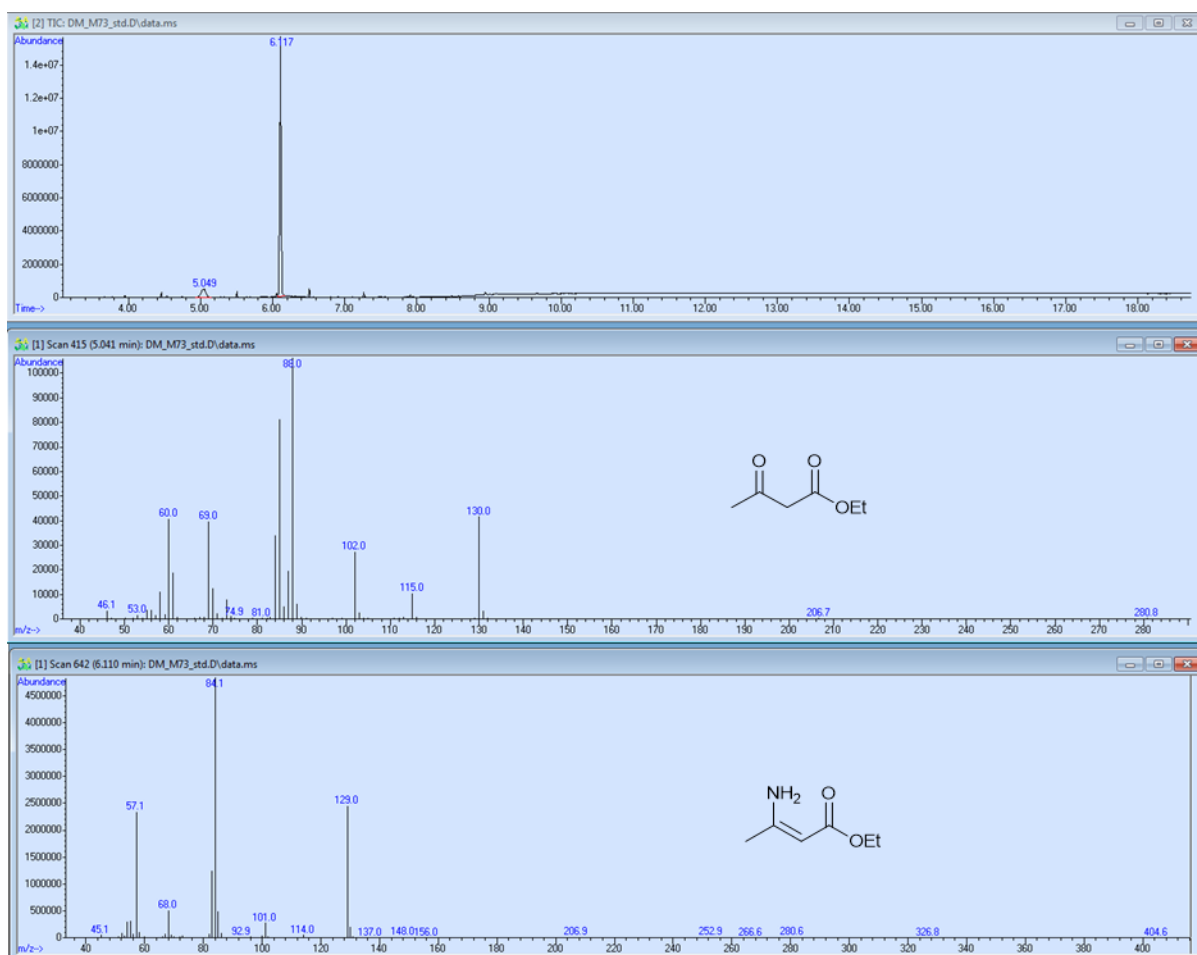 [2] TIC: DM_M73_std.D\data.ms
Abundance
6.117
1.4e+07
1.2e+07
1e+07
8000000
6000000
4000000
2000000
5.049
0
Time-->
4.00 5.00 6.00 7.00 8.00 9.00 10.00 11.00 12.00 13.00 14.00 15.00 16.00 17.00 18.00
[1] Scan 415 (5.041 min): DM_M73_std.D\data.ms
Abundance
88.0
100000
90000
80000
70000
60000
50000
40000
30000
20000
10000
0
60.0 69.0 130.0
102.0
115.0
46.1 53.0 74.9 81.0 206.7 280.8
O O
OEt
m/z-->
40 50 60 70 80 90 100 110 120 130 140 150 160 170 180 190 200 210 220 230 240 250 260 270 280
[1] Scan 642 (6.110 min): DM_M73_std.D\data.ms
Abundance
84.1
4500000
4000000
3500000
3000000
2500000
2000000
1500000
1000000
500000
0
57.1 129.0
NH2 O
OEt
68.0
101.0
45.1 92.9 114.0 137.0 148.0 156.0 206.9 252.9 266.6 280.6 326.8 404.6
m/z-->
40 60 80 100 120 140 160 180 200 220 240 260 280 300 320 340 360 380 400